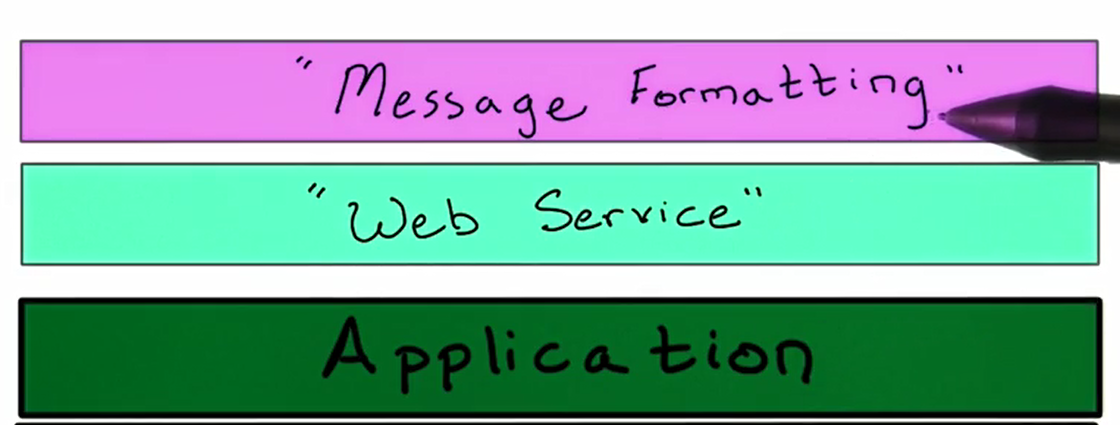 "Message Formatting"
"Web Service"
Application